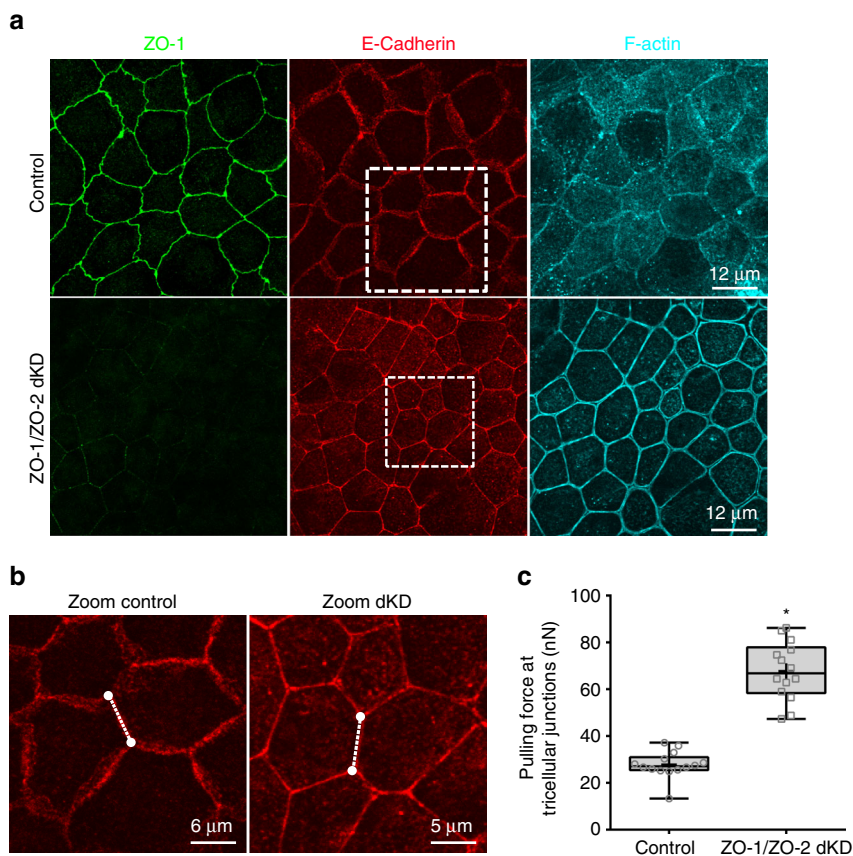 a
ZO-1 E-Cadherin F-actin
Control
12 μm
ZO-1/ZO-2 dKD
12 μm
b
Zoom control Zoom dKD
6 μm 5 μm
c
Pulling force at
tricellular junctions (nN)
100
80
60
40
20
0
*
Control ZO-1/ZO-2 dKD